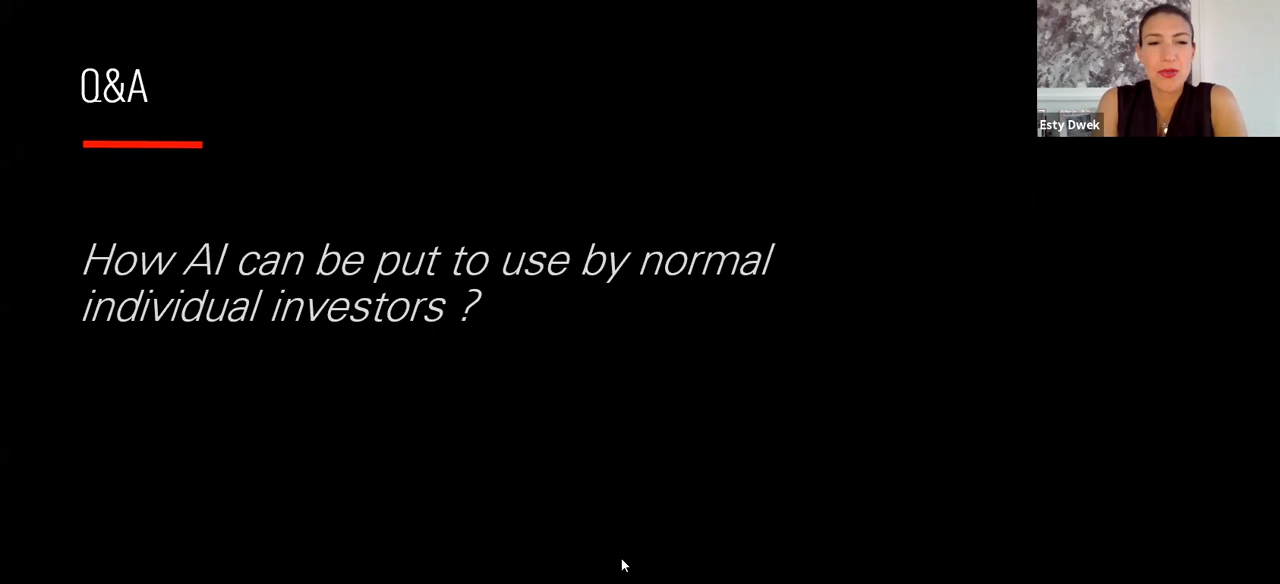 Q&A
Esty Dwek
How AI can be put to use by normal
individual investors ?